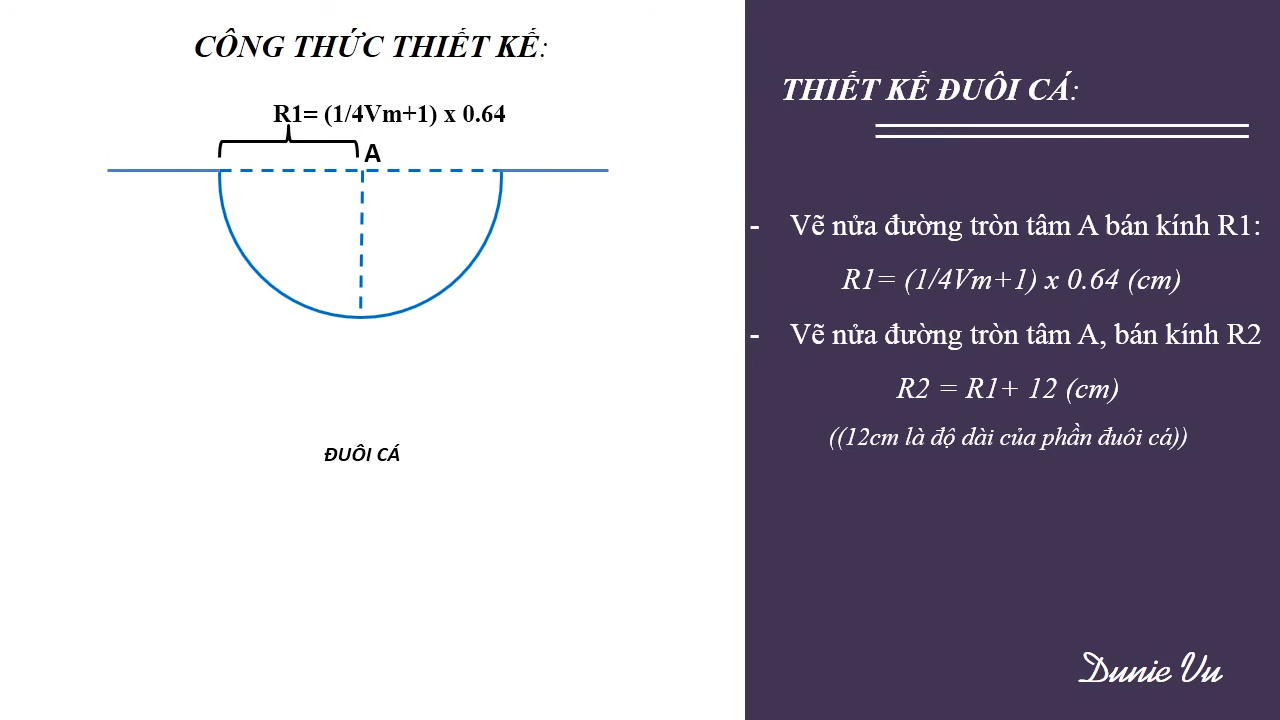 CÔNG THỨC THIẾT KẾ:
R1= (1/4Vm+1) x 0.64
A
ĐUÔI CÁ
THIẾT KẾ ĐUÔI CÁ:
- Vẽ nửa đường tròn tâm A bán kính R1:
R1= (1/4Vm+1) x 0.64 (cm)
- Vẽ nửa đường tròn tâm A, bán kính R2
R2 = R1+ 12 (cm)
((12cm là độ dài của phần đuôi cá))
Dunie Vu